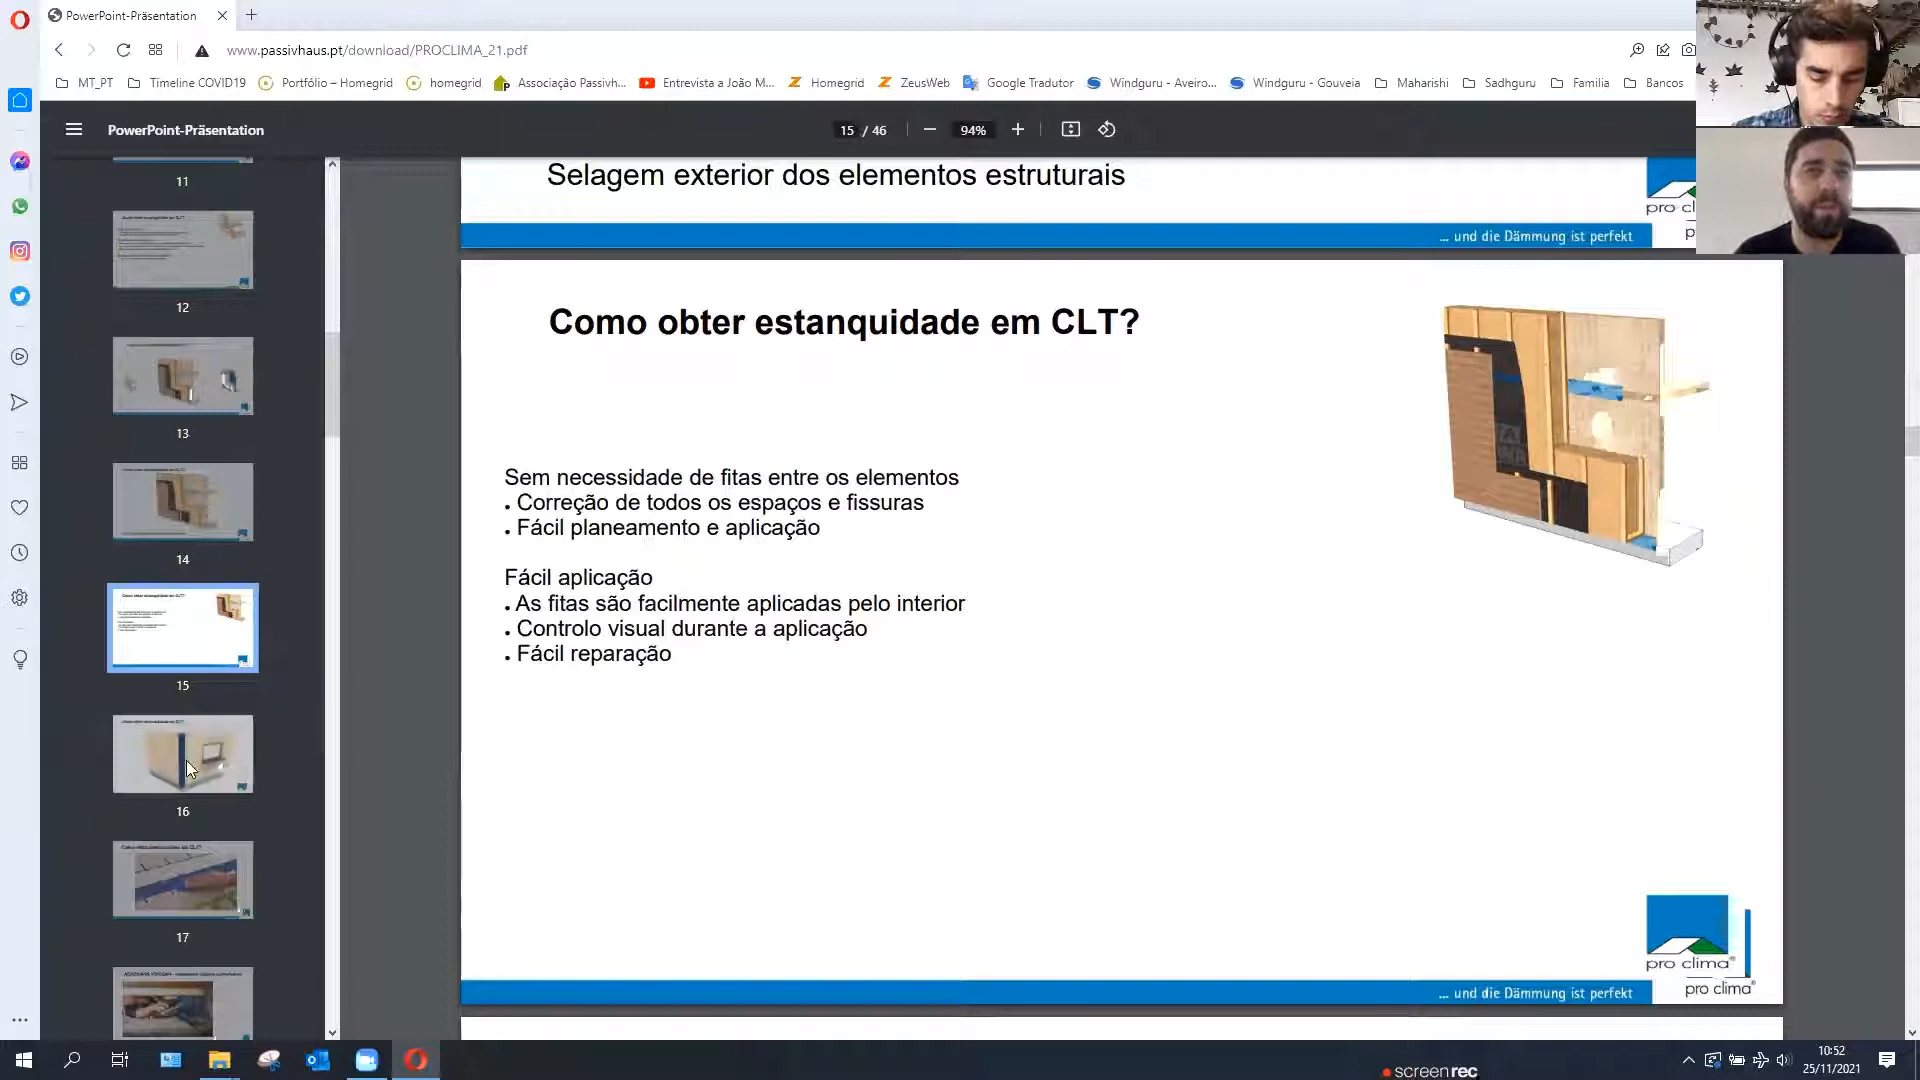 PowerPoint-Präsentation
www.passivhaus.pt/download/PROCLIMA_21.pdf
MT_PT Timeline COVID19 Portfólio – Homegrid homegrid Associação Passivh... Entrevista a João M... Homegrid ZeusWeb Google Tradutor Windguru - Aveiro... Windguru - Gouveia Maharishi Sadhguru Familia Bancos
PowerPoint-Präsentation
15 / 46
94%
11
12
13
14
15
16
17
Selagem exterior dos elementos estruturais
pro cl
... und die Dämmung ist perfekt
Como obter estanquidade em CLT?
Sem necessidade de fitas entre os elementos
• Correção de todos os espaços e fissuras
• Fácil planeamento e aplicação
Fácil aplicação
• As fitas são facilmente aplicadas pelo interior
• Controlo visual durante a aplicação
• Fácil reparação
pro clima®
pro clima®
... und die Dämmung ist perfekt
screenrec
10:52
25/11/2021